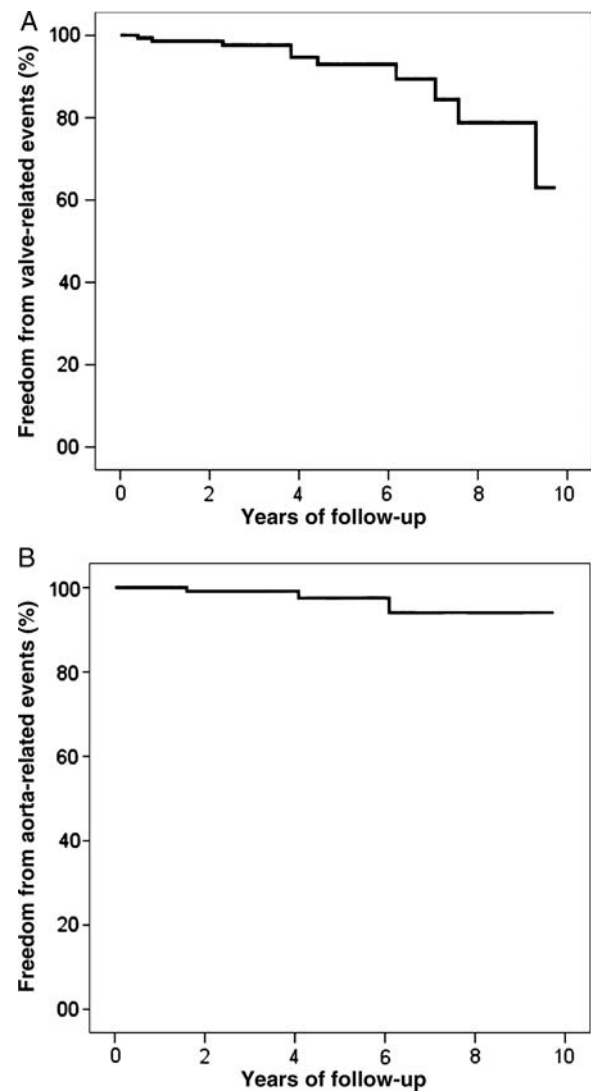 A
Freedom from valve-related events (%)
100
80
60
40
20
00
0 2 4 6 8 10
Years of follow-up
B
Freedom from aorta-related events (%)
100
80
60
40
20
00
0 2 4 6 8 10
Years of follow-up